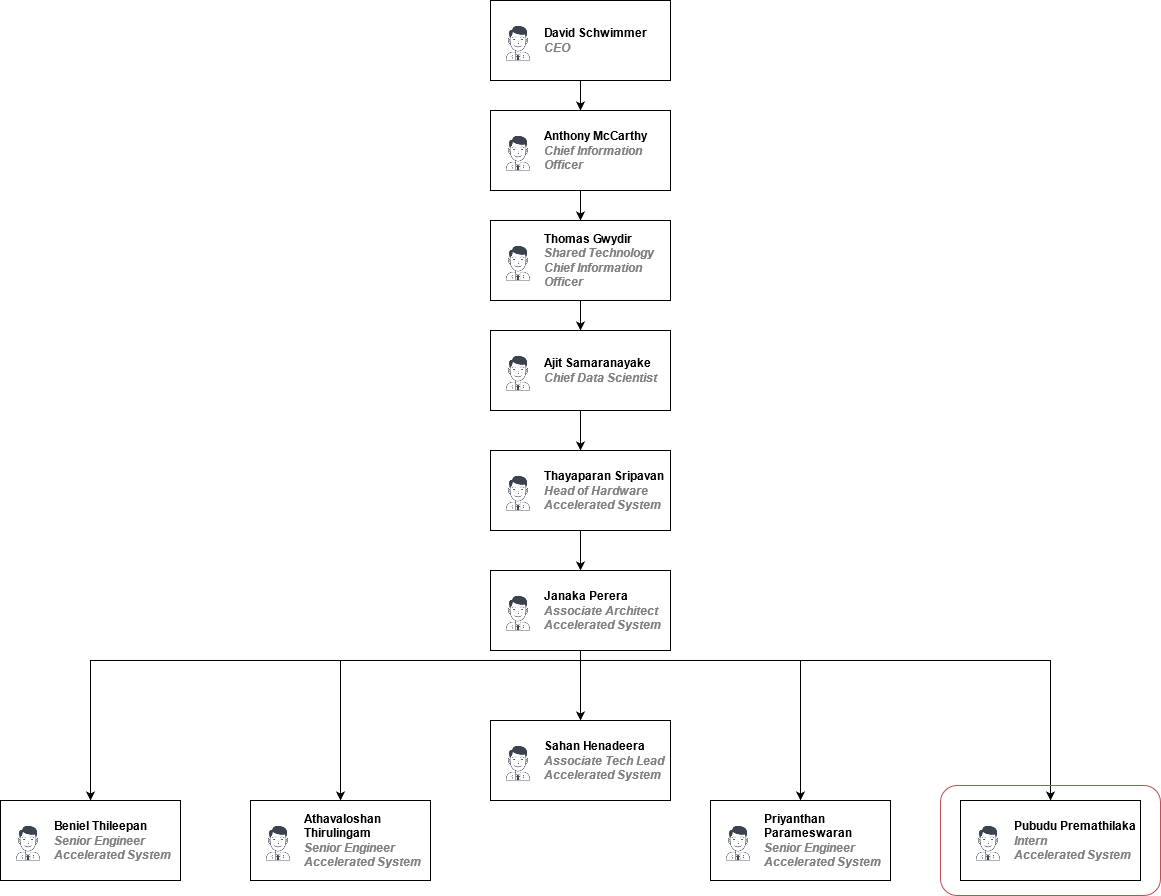 David Schwimmer
CEO
Anthony McCarthy
Chief Information
Officer
Thomas Gwydir
Shared Technology
Chief Information
Officer
Ajit Samaranayake
Chief Data Scientist
Thayaparan Sripavan
Head of Hardware
Accelerated System
Janaka Perera
Associate Architect
Accelerated System
Sahan Henadeera
Associate Tech Lead
Accelerated System
Beniel Thileepan
Senior Engineer
Accelerated System
Athavaloshan
Thirulingam
Senior Engineer
Accelerated System
Priyanthan
Parameswaran
Senior Engineer
Accelerated System
Pubudu Premathilaka
Intern
Accelerated System